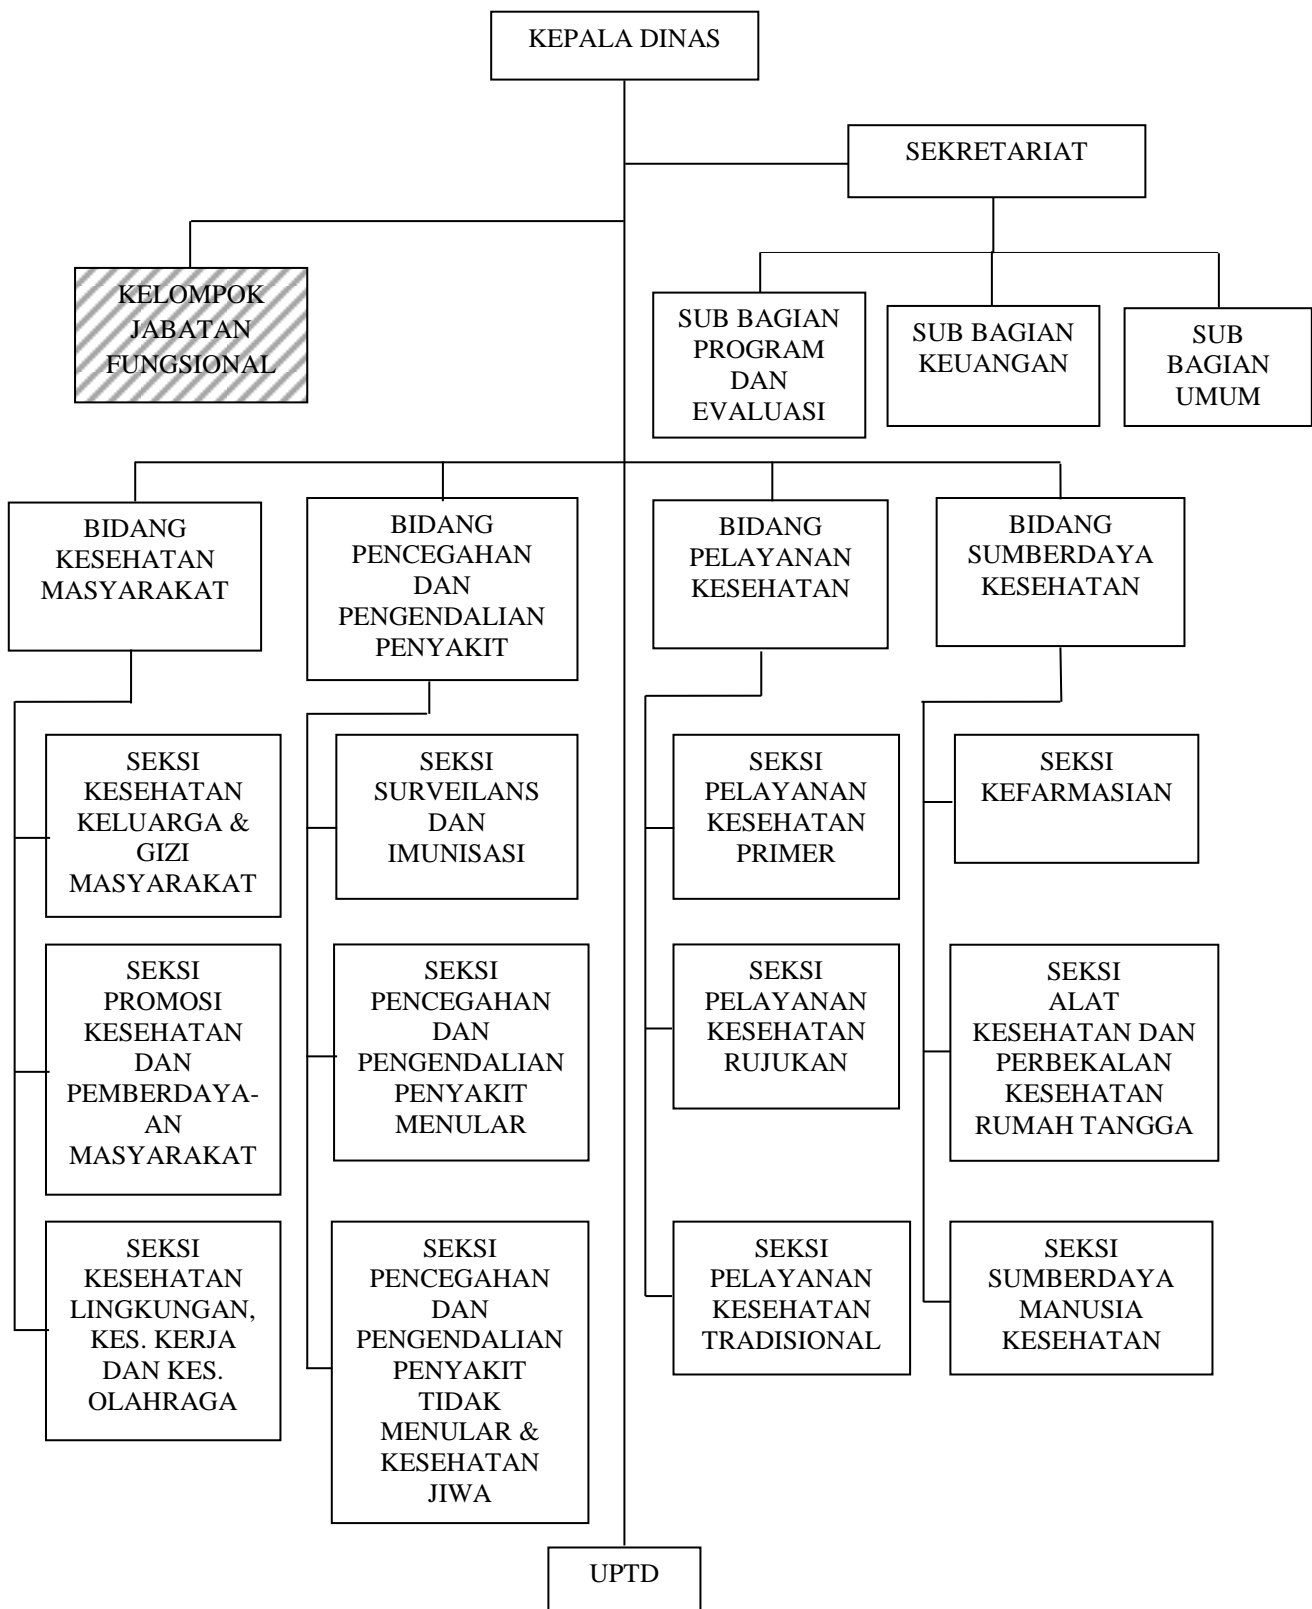 KEPALA DINAS
SEKRETARIAT
KELOMPOK
JABATAN
FUNGSIONAL
SUB BAGIAN
PROGRAM
DAN
EVALUASI
SUB BAGIAN
KEUANGAN
SUB
BAGIAN
UMUM
BIDANG
KESEHATAN
MASYARAKAT
BIDANG
PENCEGAHAN
DAN
PENGENDALIAN
PENYAKIT
BIDANG
PELAYANAN
KESEHATAN
BIDANG
SUMBERDAYA
KESEHATAN
SEKSI
KESEHATAN
KELUARGA &
GIZI
MASYARAKAT
SEKSI
SURVEILANS
DAN
IMUNISASI
SEKSI
PELAYANAN
KESEHATAN
PRIMER
SEKSI
KEFARMASIAN
SEKSI
PROMOSI
KESEHATAN
DAN
PEMBERDAYA-
AN
MASYARAKAT
SEKSI
PENCEGAHAN
DAN
PENGENDALIAN
PENYAKIT
MENULAR
SEKSI
PELAYANAN
KESEHATAN
RUJUKAN
SEKSI
ALAT
KESEHATAN DAN
PERBEKALAN
KESEHATAN
RUMAH TANGGA
SEKSI
KESEHATAN
LINGKUNGAN,
KES. KERJA
DAN KES.
OLAHRAGA
SEKSI
PENCEGAHAN
DAN
PENGENDALIAN
PENYAKIT
TIDAK
MENULAR &
KESEHATAN
JIWA
SEKSI
PELAYANAN
KESEHATAN
TRADISIONAL
SEKSI
SUMBERDAYA
MANUSIA
KESEHATAN
UPTD